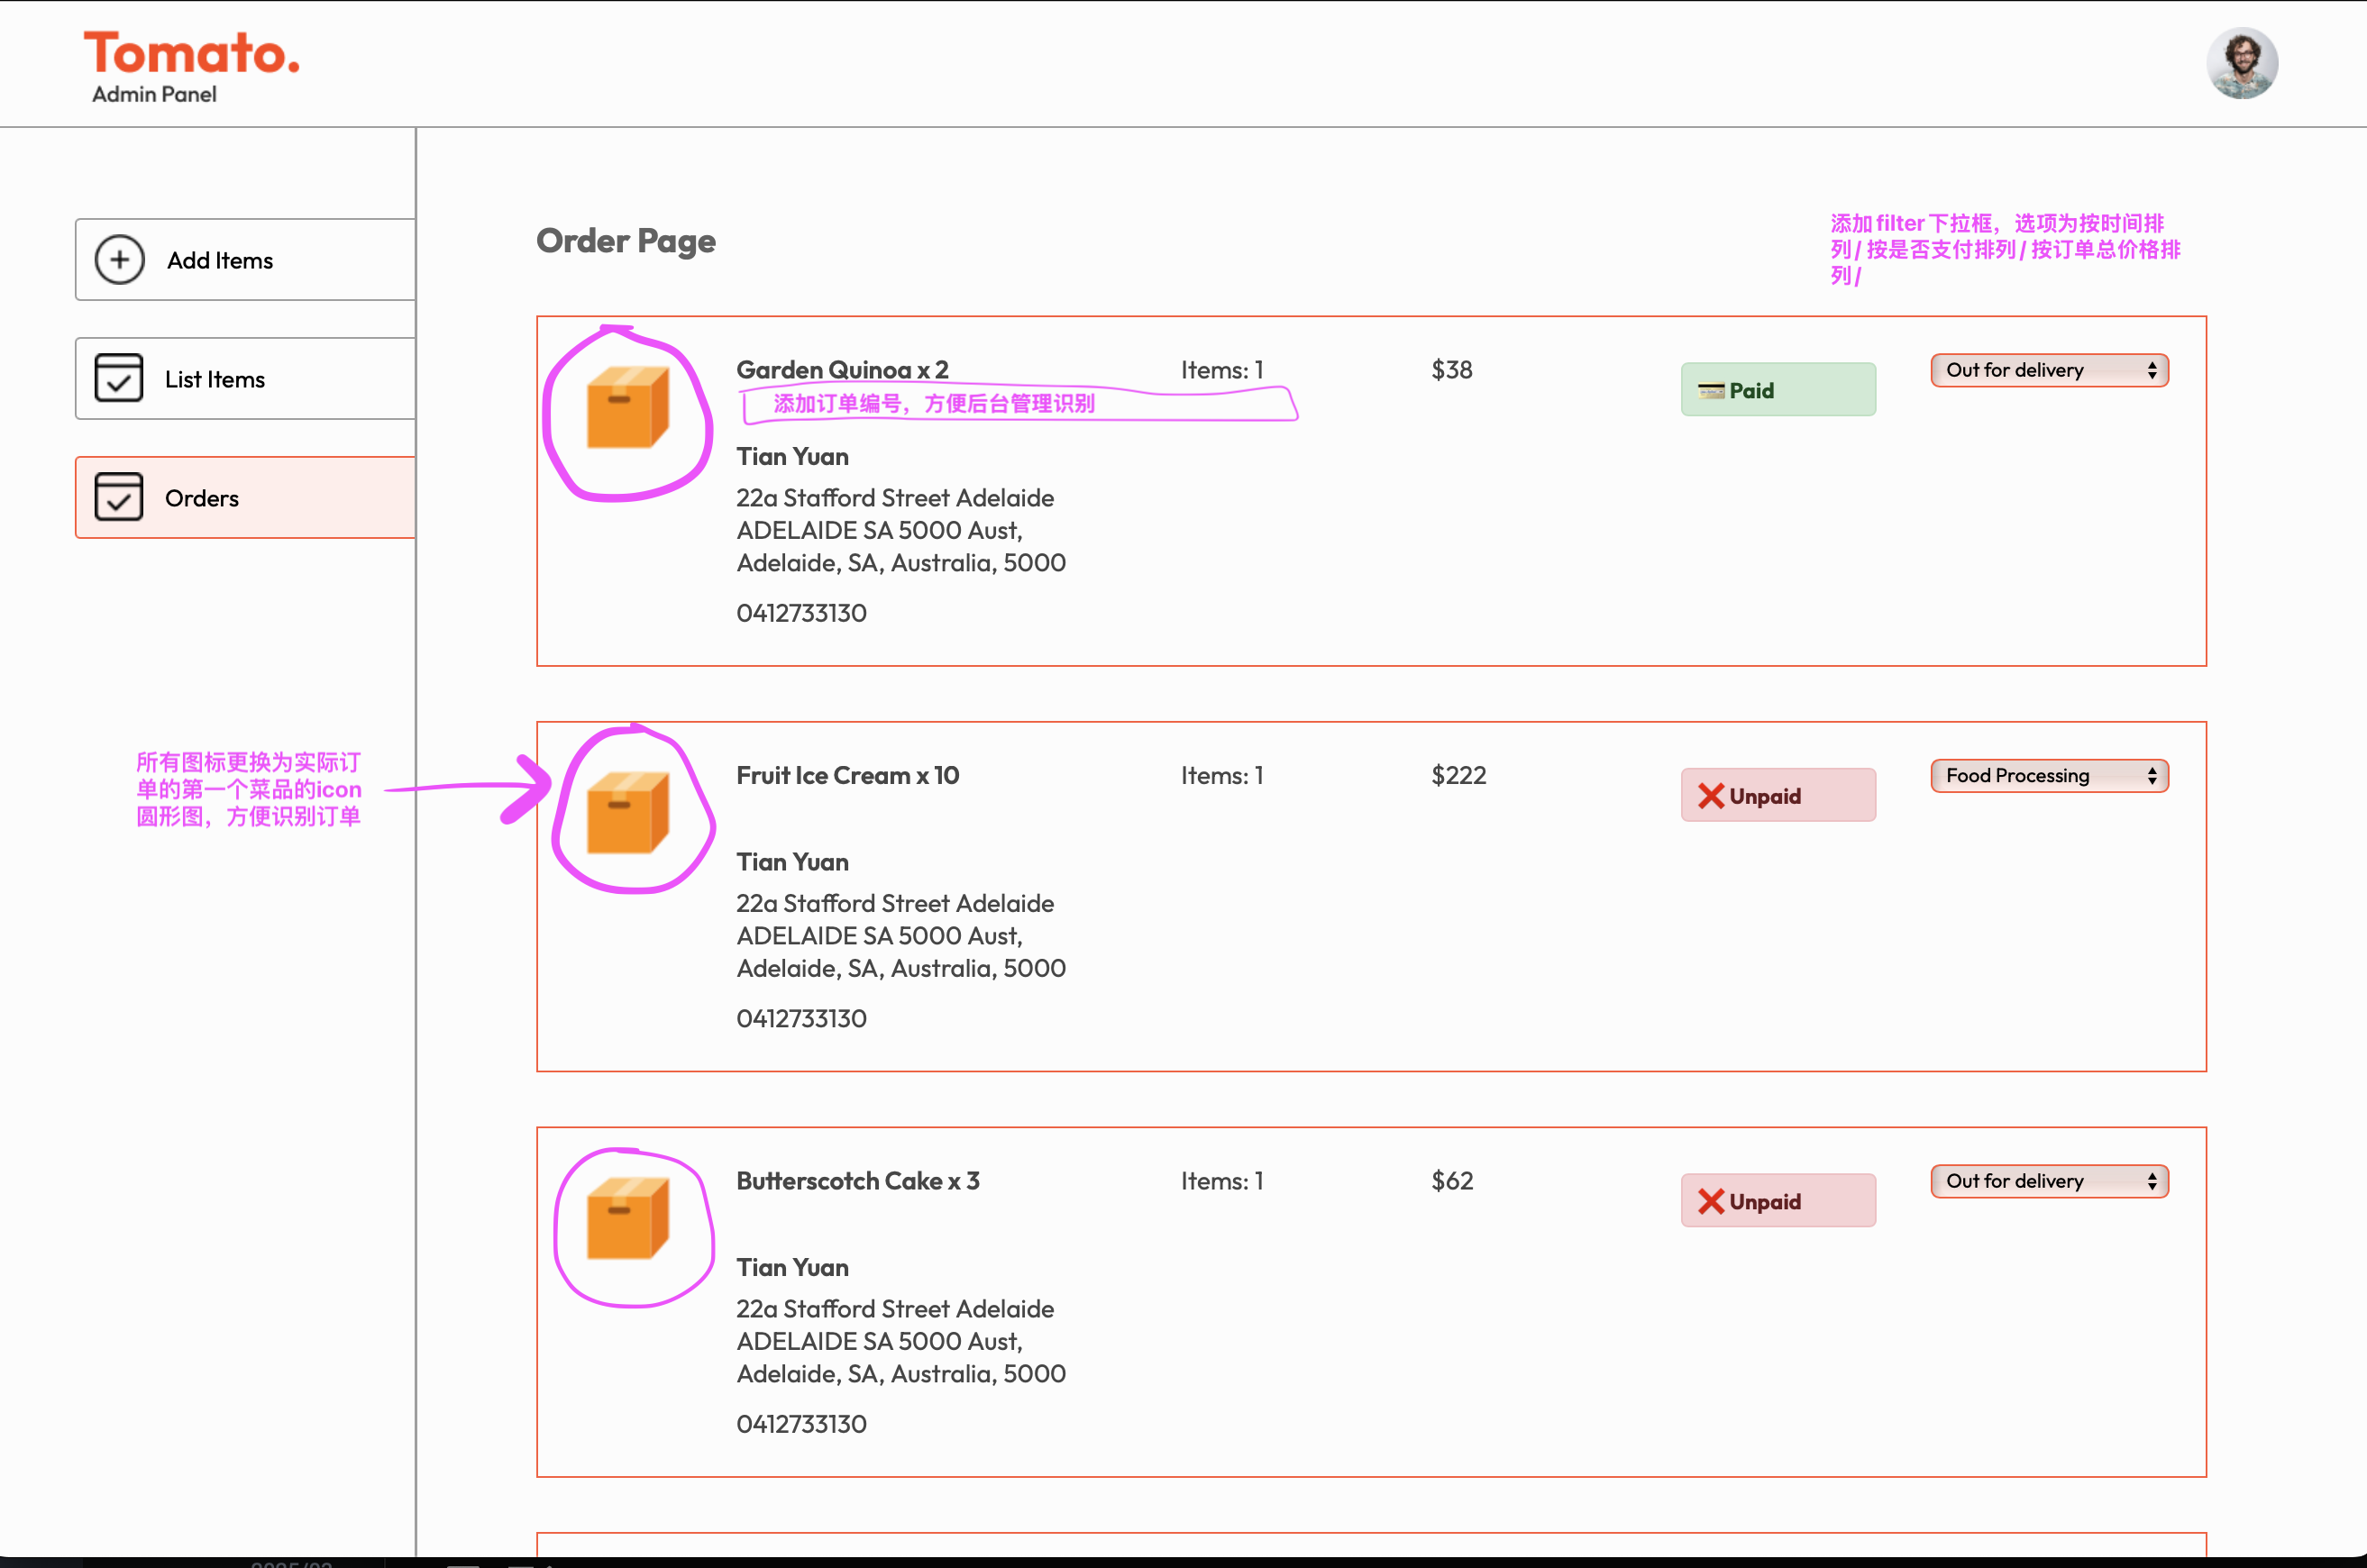 Tomato.
Admin Panel
Add Items
List Items
Orders
Order Page
添加filter下拉框，选项为按时间排
列/ 按是否支付排列/ 按订单总价格排
列/
Garden Quinoa x 2
Items: 1
$38
Paid
Out for delivery
添加订单编号，方便后台管理识别
Tian Yuan
22a Stafford Street Adelaide
ADELAIDE SA 5000 Aust,
Adelaide, SA, Australia, 5000
0412733130
所有图标更换为实际订
单的第一个菜品的icon
圆形图，方便识别订单
Fruit Ice Cream x 10
Items: 1
$222
Unpaid
Food Processing
Tian Yuan
22a Stafford Street Adelaide
ADELAIDE SA 5000 Aust,
Adelaide, SA, Australia, 5000
0412733130
Butterscotch Cake x 3
Items: 1
$62
Unpaid
Out for delivery
Tian Yuan
22a Stafford Street Adelaide
ADELAIDE SA 5000 Aust,
Adelaide, SA, Australia, 5000
0412733130